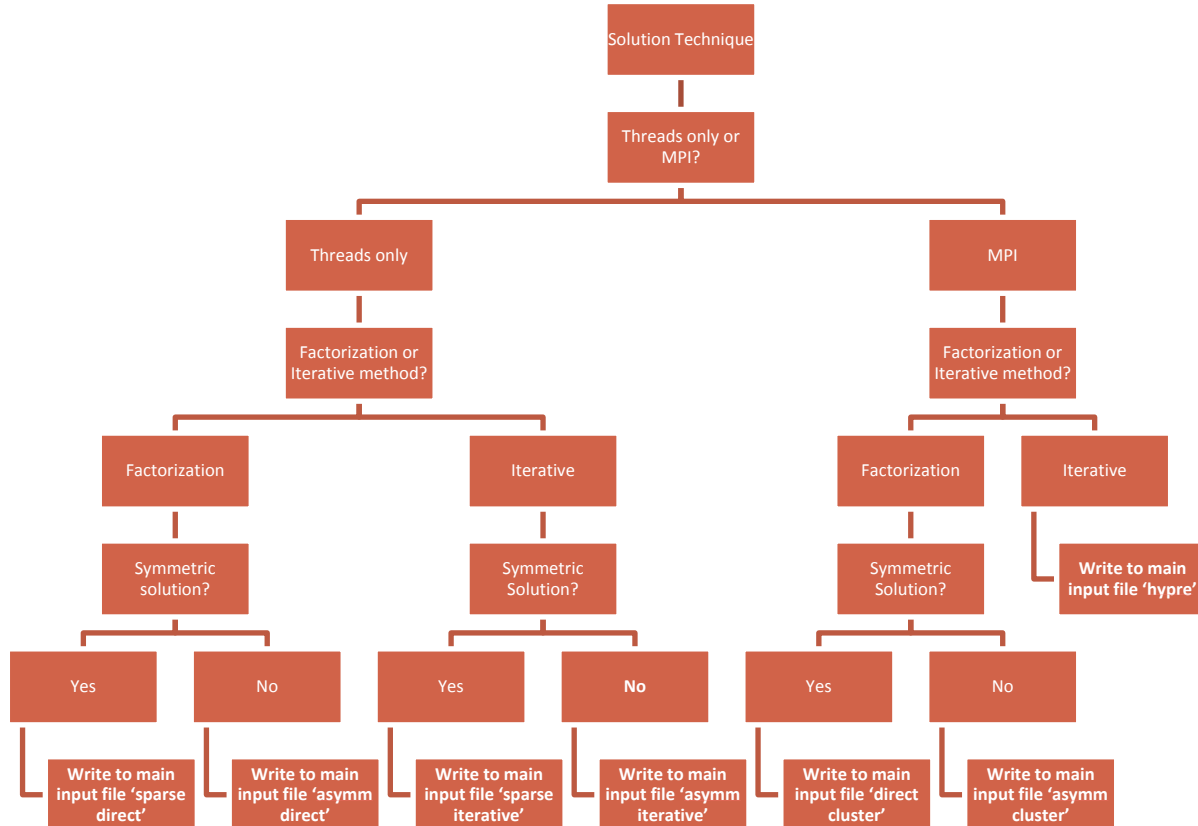 Solution Technique
Threads only or
MPI?
Threads only
MPI
Factorization or
Iterative method?
Factorization or
Iterative method?
Factorization
Iterative
Factorization
Iterative
Symmetric
solution?
Symmetric
Solution?
Symmetric
Solution?
Write to main
input file ‘hypre’
Yes
No
Yes
No
Yes
No
Write to main
input file ‘sparse
direct’
Write to main
input file ‘asymm
direct’
Write to main
input file ‘sparse
iterative’
Write to main
input file ‘asymm
iterative’
Write to main
input file ‘direct
cluster’
Write to main
input file ‘asymm
cluster’